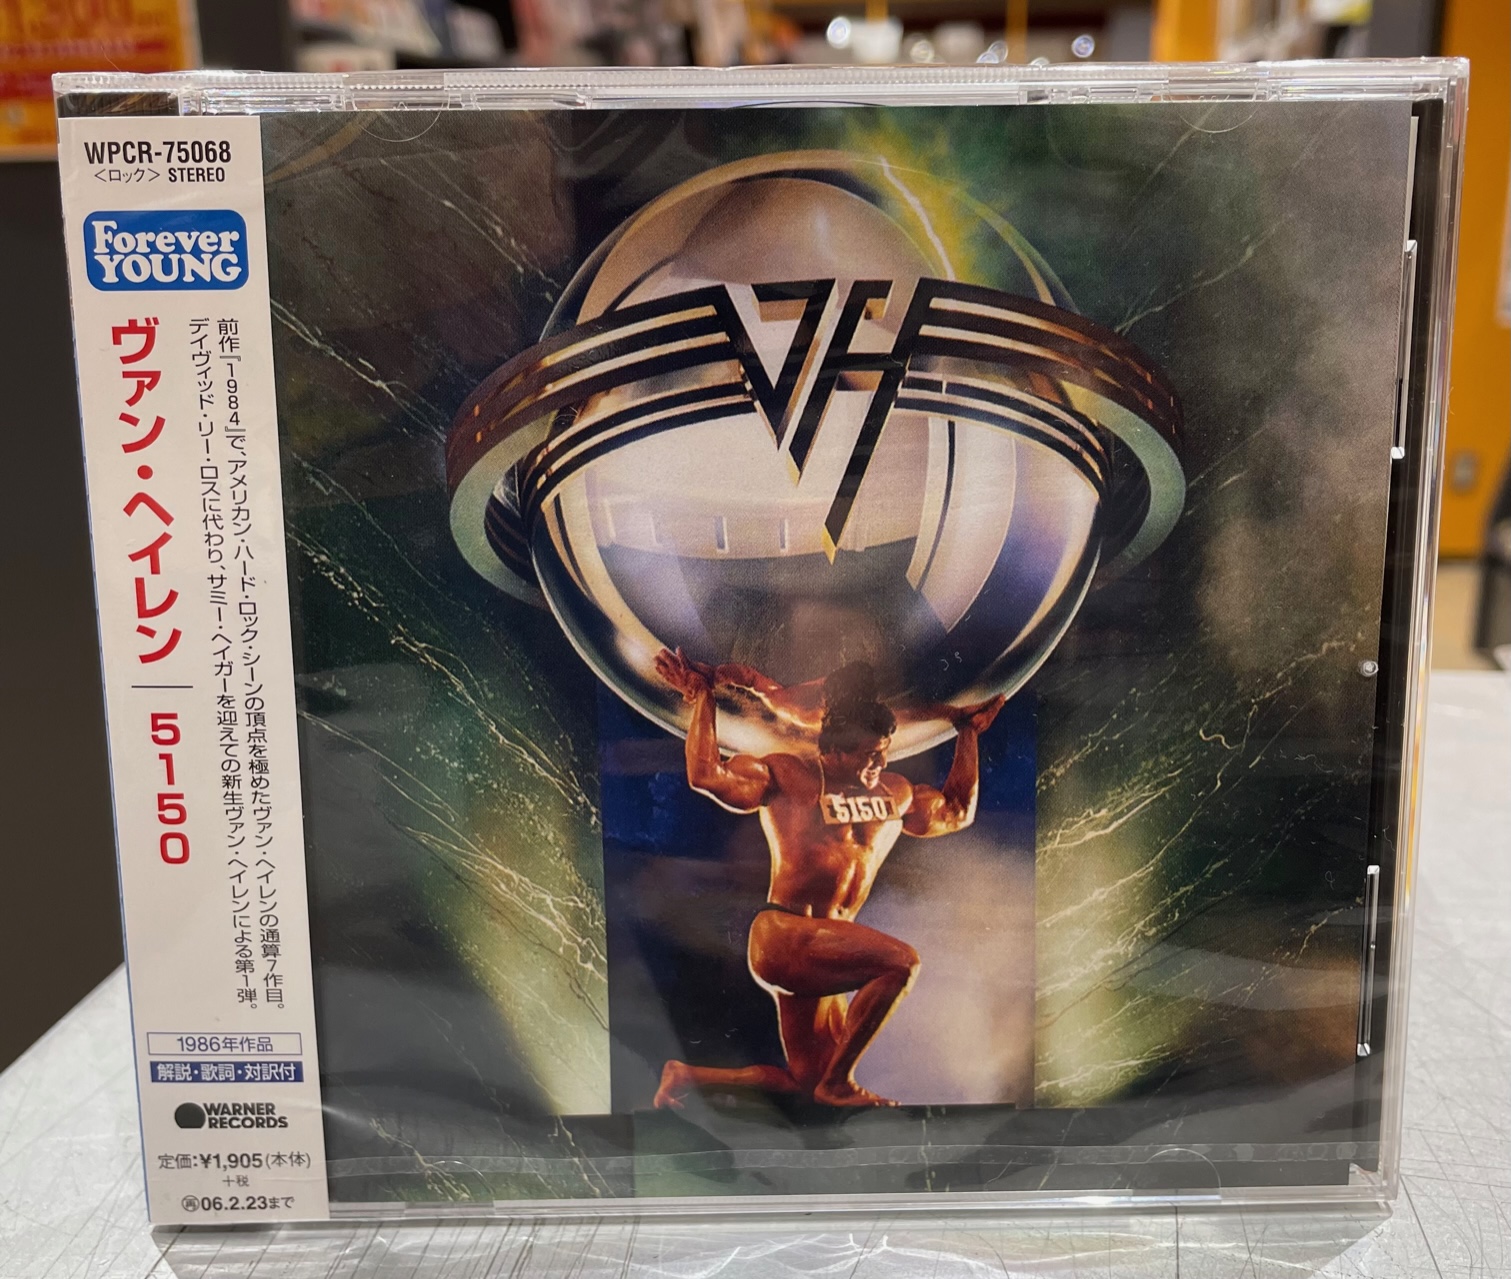 WPCR-75068
<ロック> STEREO
Forever
YOUNG
前作『1984』で、アメリカン・ハード・ロック・シーンの頂点を極めたヴァン・ヘイレンの通算7作目。
デイヴィッド・リー・ロスに代わり、サミー・ヘイガーを迎えての新生ヴァン・ヘイレンによる第1弾。
ヴァン・ヘイレン｜5150
1986年作品
解説・歌詞・対訳付
WARNER
RECORDS
定価:¥1,905(本体)
+税
㊢06.2.23まで
VH
5150